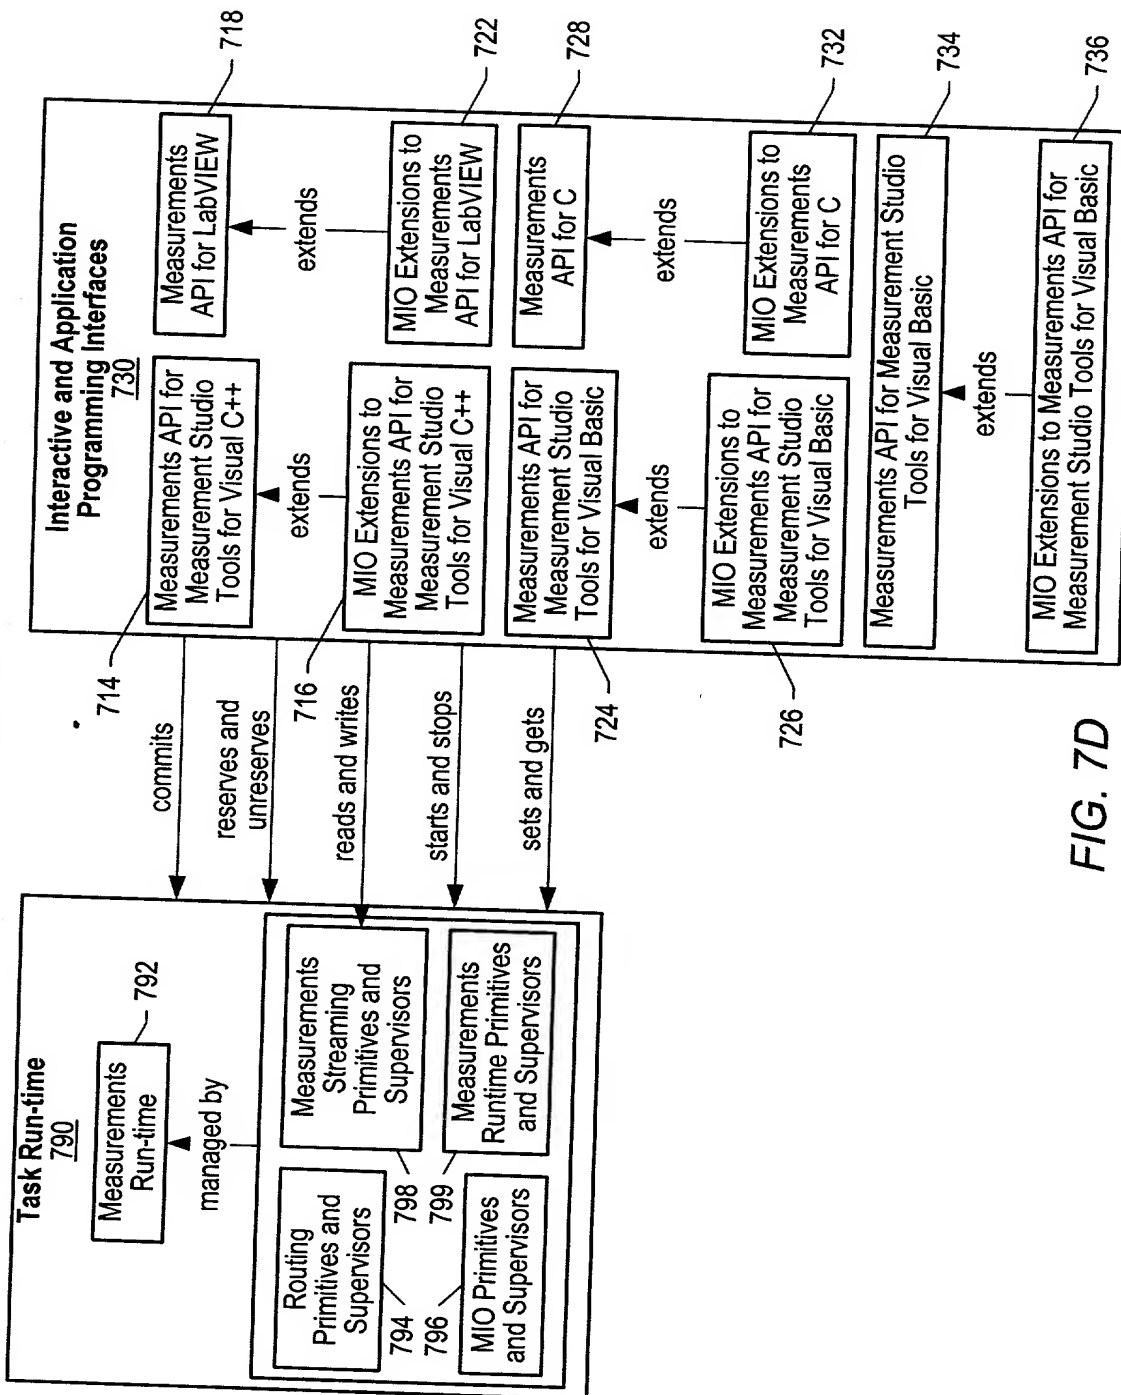 Task Run-time
790
Measurements
Run-time
792
managed by
Routing
Primitives and
Supervisors
794
Measurements
Streaming
Primitives and
Supervisors
798
MIO Primitives
and Supervisors
796
Measurements
Runtime Primitives
and Supervisors
799
commits
reserves and
unreserves
reads and writes
starts and stops
sets and gets
Interactive and Application
Programming Interfaces
730
Measurements API for
Measurement Studio
Tools for Visual C++
714
extends
MIO Extensions to
Measurements API for
Measurement Studio
Tools for Visual C++
716
Measurements
API for LabVIEW
718
extends
MIO Extensions to
Measurements
API for LabVIEW
722
Measurements API for
Measurement Studio
Tools for Visual Basic
724
extends
MIO Extensions to
Measurements API for
Measurement Studio
Tools for Visual Basic
726
Measurements
API for C
728
extends
MIO Extensions to
Measurements
API for C
732
Measurements API for Measurement Studio
Tools for Visual Basic
734
extends
MIO Extensions to Measurements API for
Measurement Studio Tools for Visual Basic
736
FIG. 7D